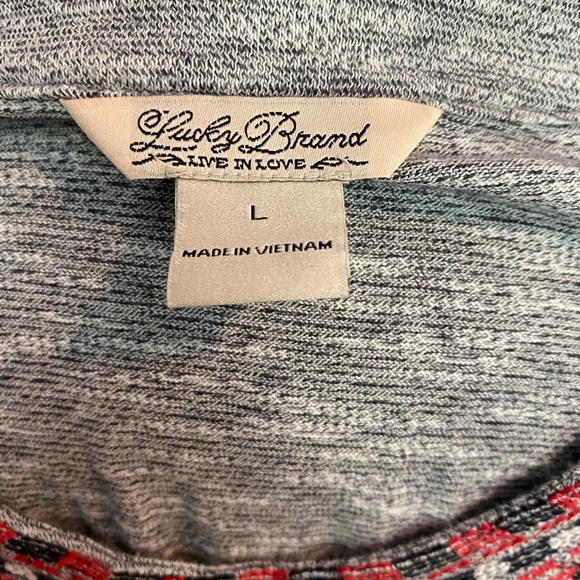 Lucky Brand
LIVE IN LOVE
L
MADE IN VIETNAM